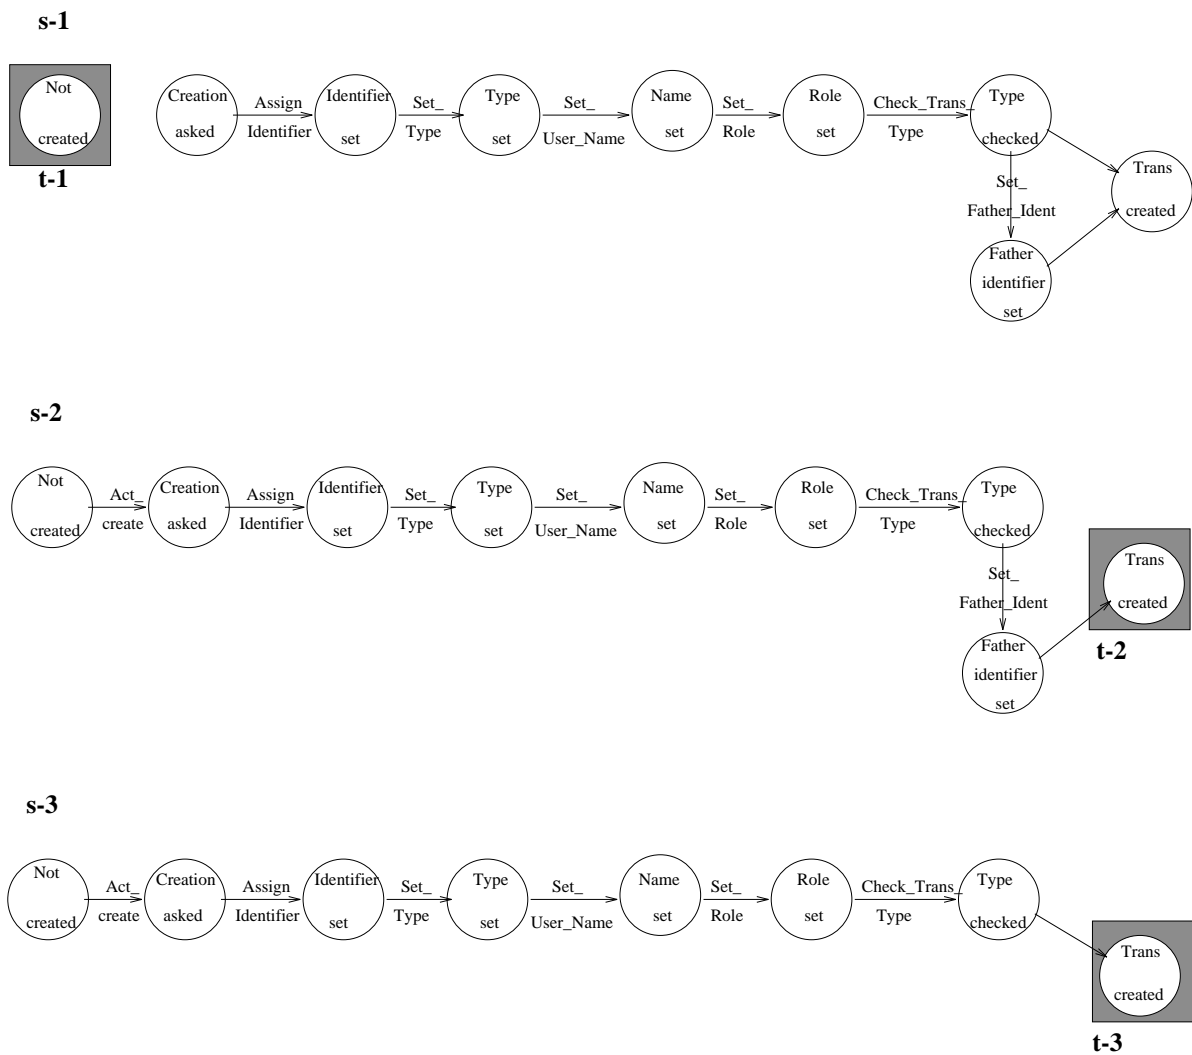 s-1
Not
created
t-1
Creation
asked
Assign
Identifier
Identifier
set
Set_
Type
Type
set
Set_
User_Name
Name
set
Set_
Role
Role
set
Check_Trans_
Type
Type
checked
Set_
Father_Ident
Father
identifier
set
Trans
created
s-2
Not
created
Act_
create
Creation
asked
Assign
Identifier
Identifier
set
Set_
Type
Type
set
Set_
User_Name
Name
set
Set_
Role
Role
set
Check_Trans_
Type
Type
checked
Set_
Father_Ident
Father
identifier
set
Trans
created
t-2
s-3
Not
created
Act_
create
Creation
asked
Assign
Identifier
Identifier
set
Set_
Type
Type
set
Set_
User_Name
Name
set
Set_
Role
Role
set
Check_Trans_
Type
Type
checked
Trans
created
t-3